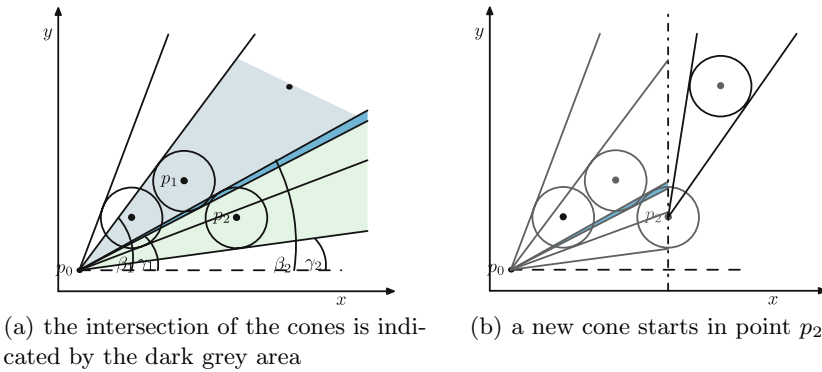 y
p₁
p₂
p₀
β₁ γ₁
β₂ γ₂
x
(a) the intersection of the cones is indi-
cated by the dark grey area
y
p₂
p₀
x
(b) a new cone starts in point p₂